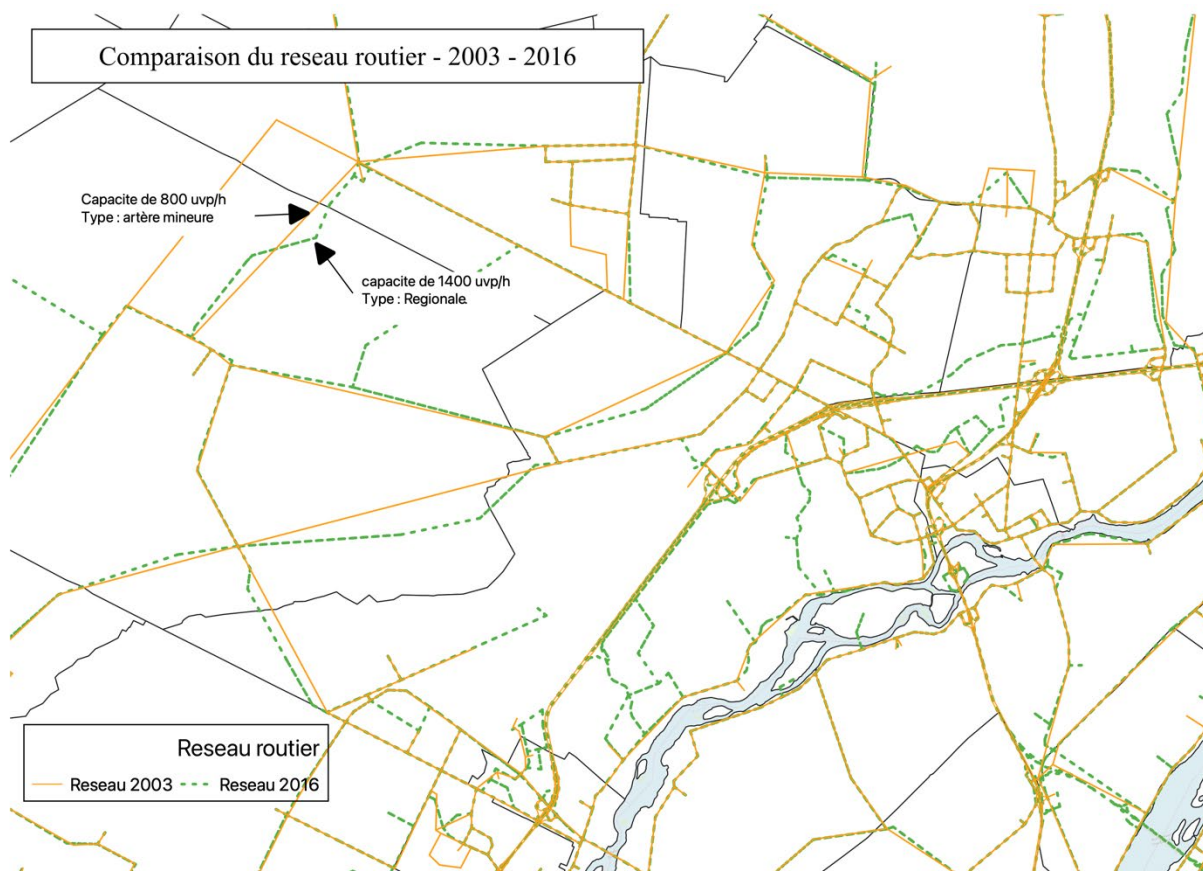 Comparaison du reseau routier - 2003 - 2016
Capacite de 800 uvp/h
Type : artère mineure
capacite de 1400 uvp/h
Type : Regionale
Reseau routier
Reseau 2003
Reseau 2016